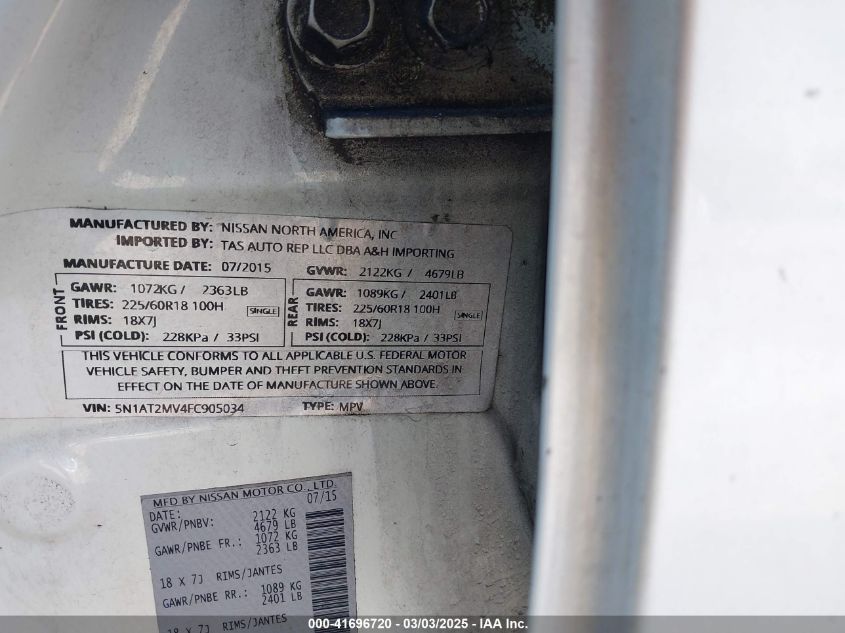 MANUFACTURED BY: NISSAN NORTH AMERICA, INC
IMPORTED BY: TAS AUTO REP LLC DBA A&H IMPORTING
MANUFACTURE DATE: 07/2015 GVWR: 2122KG / 4679LB
FRONT
GAWR: 1072KG / 2363LB
TIRES: 225/60R18 100H SINGLE
RIMS: 18X7J
PSI (COLD): 228KPa / 33PSI
REAR
GAWR: 1089KG / 2401LB
TIRES: 225/60R18 100H SINGLE
RIMS: 18X7J
PSI (COLD): 228KPa / 33PSI
THIS VEHICLE CONFORMS TO ALL APPLICABLE U.S. FEDERAL MOTOR
VEHICLE SAFETY, BUMPER AND THEFT PREVENTION STANDARDS IN
EFFECT ON THE DATE OF MANUFACTURE SHOWN ABOVE.
VIN: 5N1AT2MV4FC905034 TYPE: MPV
MFD BY NISSAN MOTOR CO., LTD.
DATE: 07/15
GVWR/PNBV: 2122 KG
4679 LB
GAWR/PNBE FR.: 1072 KG
2363 LB
18 X 7J RIMS/JANTES
GAWR/PNBE RR.: 1089 KG
2401 LB
18 X 7J RIMS/JANTES
000-41696720 - 03/03/2025 - IAA Inc.